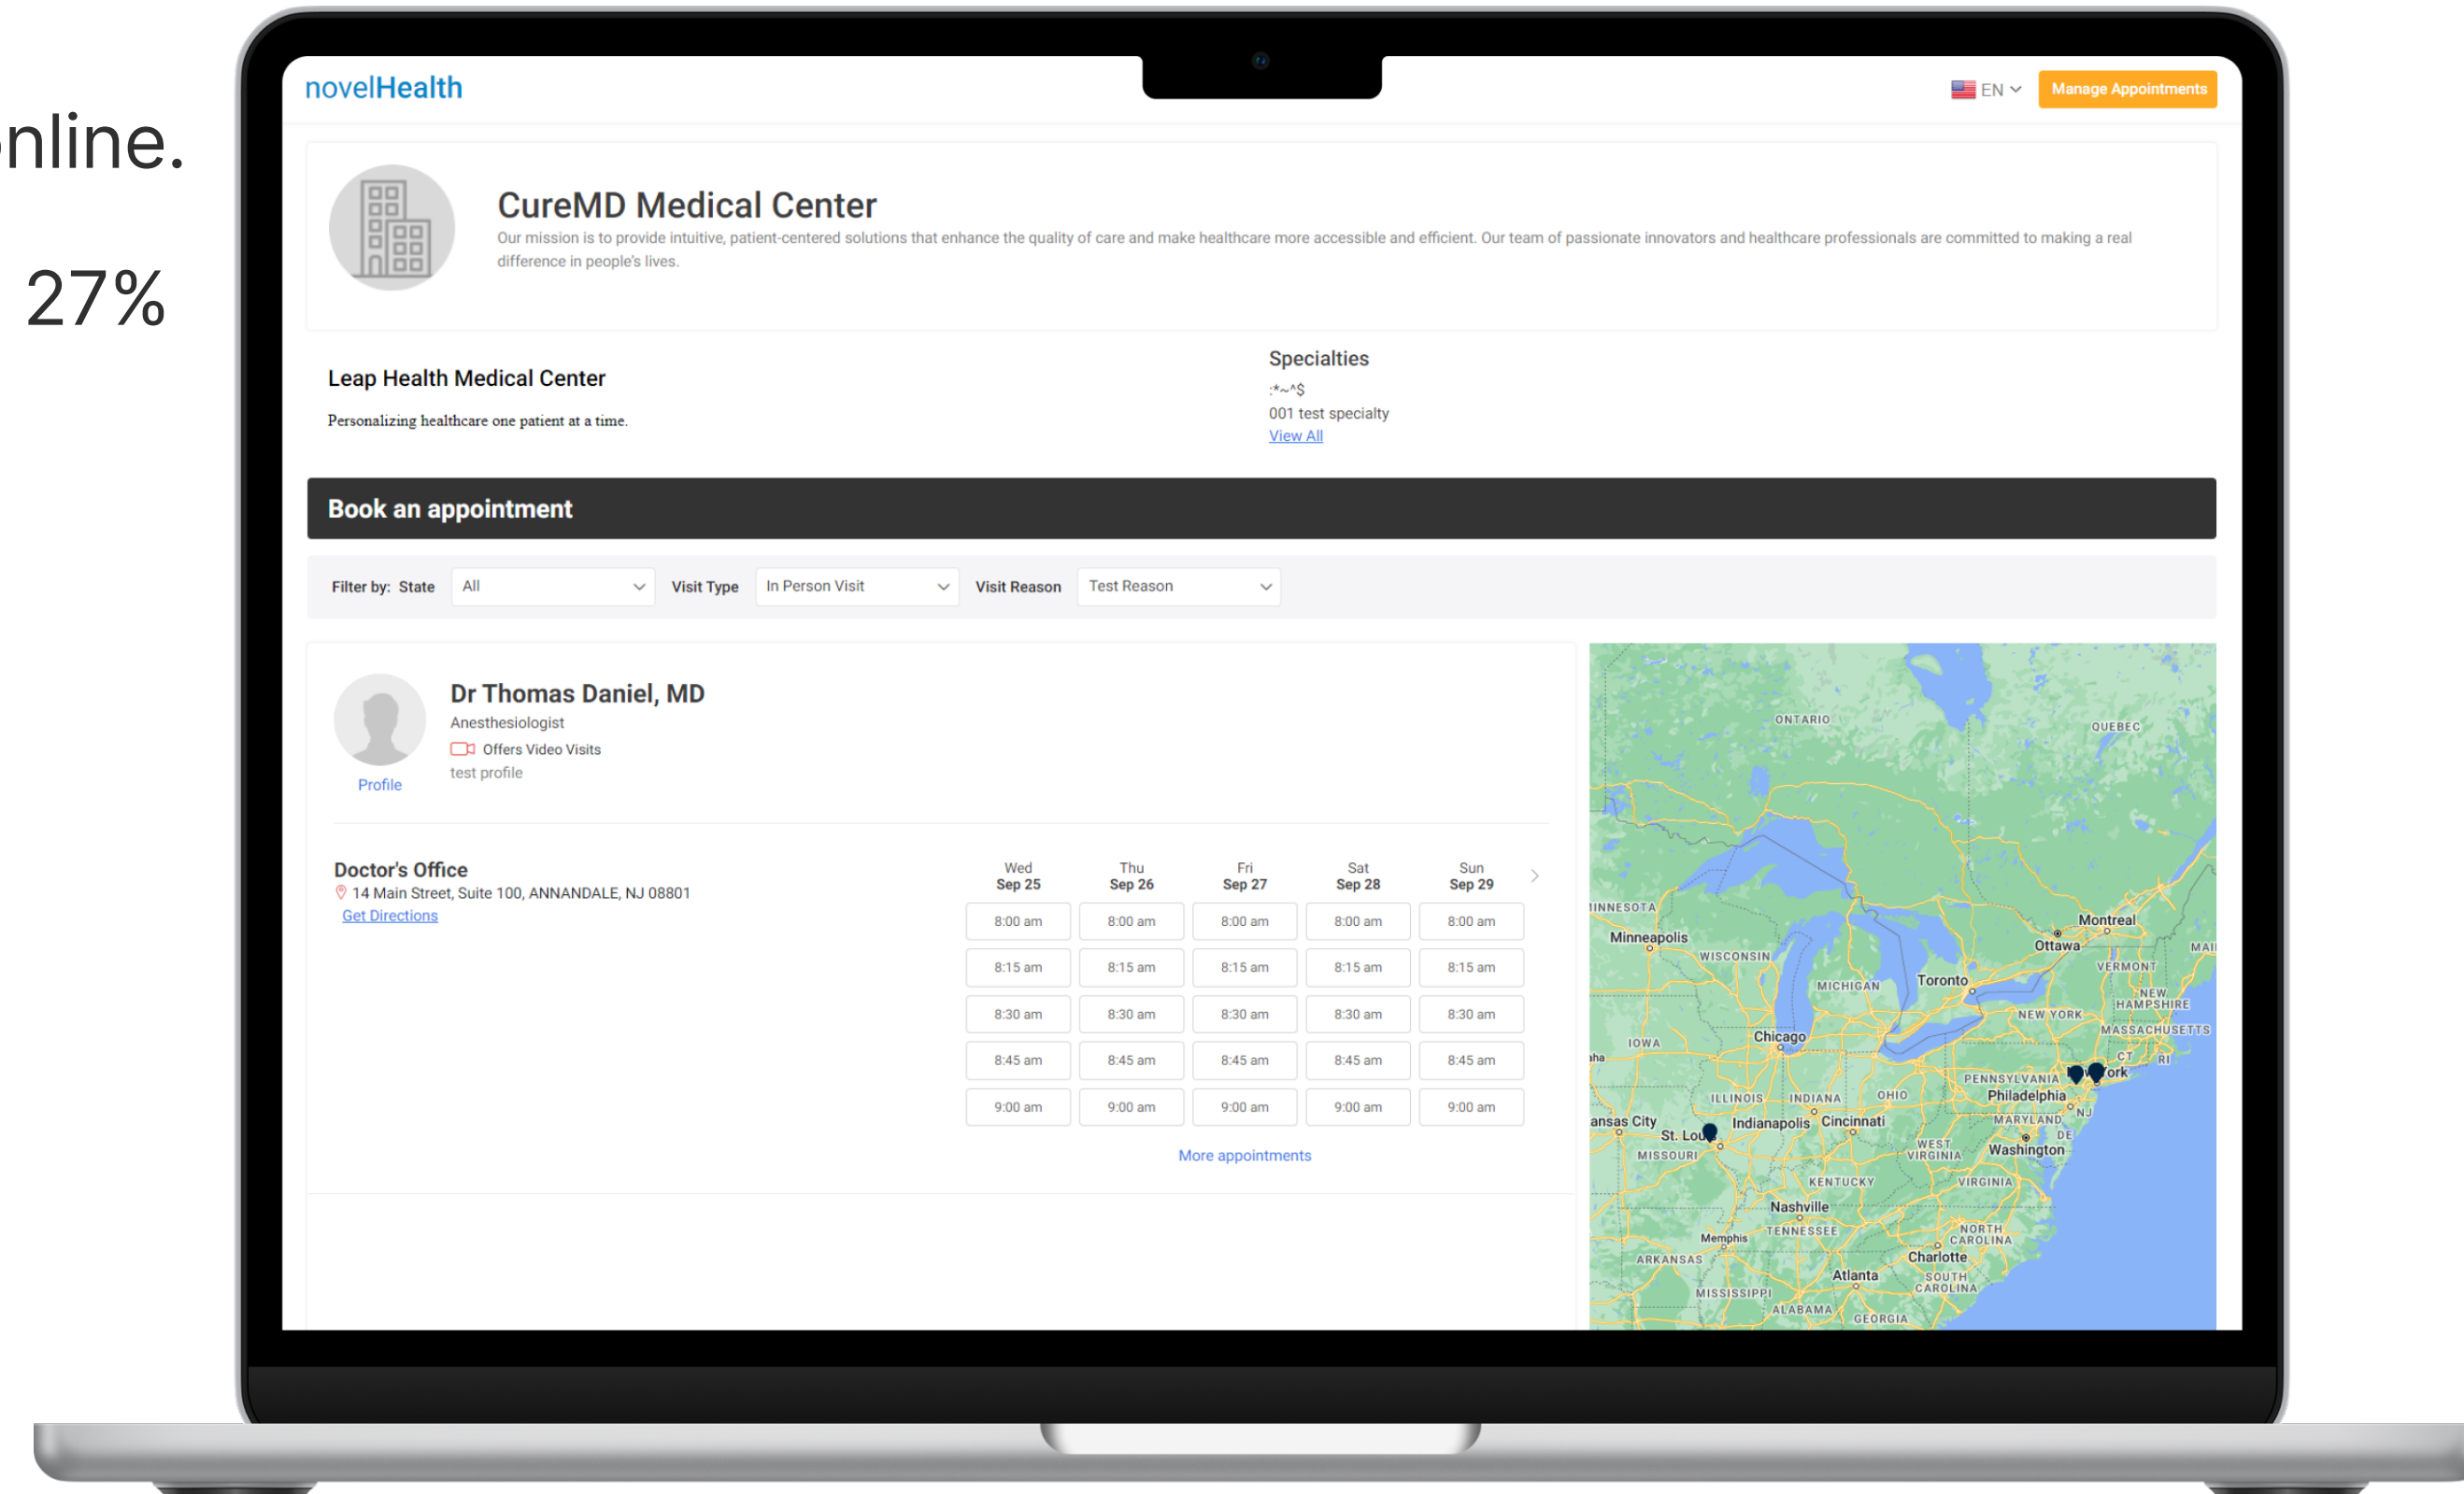 nline.
27%
novelHealth
EN
Manage Appointments
CureMD Medical Center
Our mission is to provide intuitive, patient-centered solutions that enhance the quality of care and make healthcare more accessible and efficient. Our team of passionate innovators and healthcare professionals are committed to making a real
difference in people's lives.
Leap Health Medical Center
Personalizing healthcare one patient at a time.
Specialties
:*~^$
001 test specialty
View All
Book an appointment
Filter by: State All Visit Type In Person Visit Visit Reason Test Reason
Dr Thomas Daniel, MD
Anesthesiologist
Offers Video Visits
test profile
Profile
Doctor's Office
14 Main Street, Suite 100, ANNANDALE, NJ 08801
Get Directions
Wed Thu Fri Sat Sun
Sep 25 Sep 26 Sep 27 Sep 28 Sep 29
8:00 am 8:00 am 8:00 am 8:00 am 8:00 am
8:15 am 8:15 am 8:15 am 8:15 am 8:15 am
8:30 am 8:30 am 8:30 am 8:30 am 8:30 am
8:45 am 8:45 am 8:45 am 8:45 am 8:45 am
9:00 am 9:00 am 9:00 am 9:00 am 9:00 am
More appointments
ONTARIO
QUEBEC
INNESOTA
Montreal
Minneapolis
Ottawa
MAI
WISCONSIN
VERMONT
MICHIGAN
Toronto
NEW
HAMPSHIRE
NEW YORK
MASSACHUSETTS
IOWA
Chicago
aha
CT
RI
PENNSYLVANIA
ork
ILLINOIS
INDIANA
OHIO
Philadelphia
NJ
ansas City
Indianapolis
Cincinnati
MARYLAND
St. Lou
DE
MISSOURI
WEST
VIRGINIA
Washington
KENTUCKY
VIRGINIA
Nashville
TENNESSEE
NORTH
CAROLINA
Memphis
ARKANSAS
Charlotte
Atlanta
SOUTH
CAROLINA
MISSISSIPPI
ALABAMA
GEORGIA